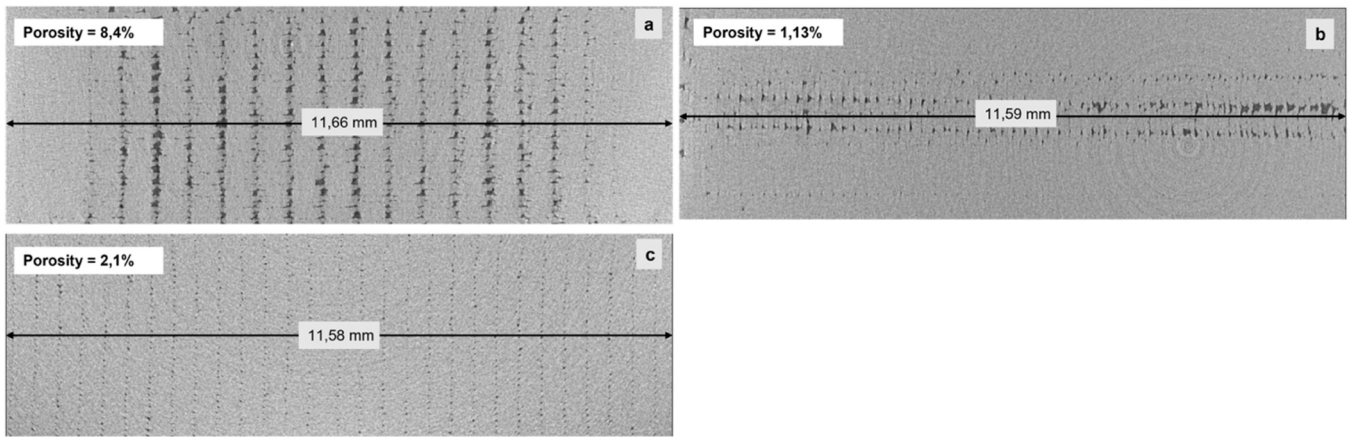 Porosity = 8,4%
a
11,66 mm
Porosity = 1,13%
b
11,59 mm
Porosity = 2,1%
c
11,58 mm